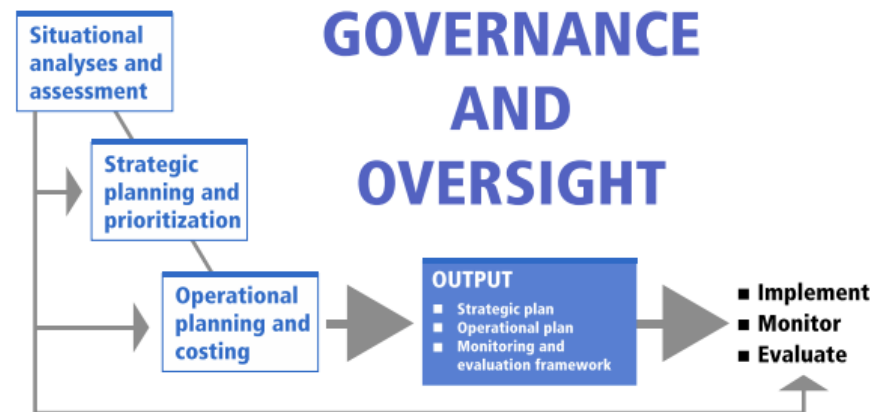 GOVERNANCE
AND
OVERSIGHT
Situational
analyses and
assessment
Strategic
planning and
prioritization
Operational
planning and
costing
OUTPUT
■ Strategic plan
■ Operational plan
■ Monitoring and
evaluation framework
■ Implement
■ Monitor
■ Evaluate